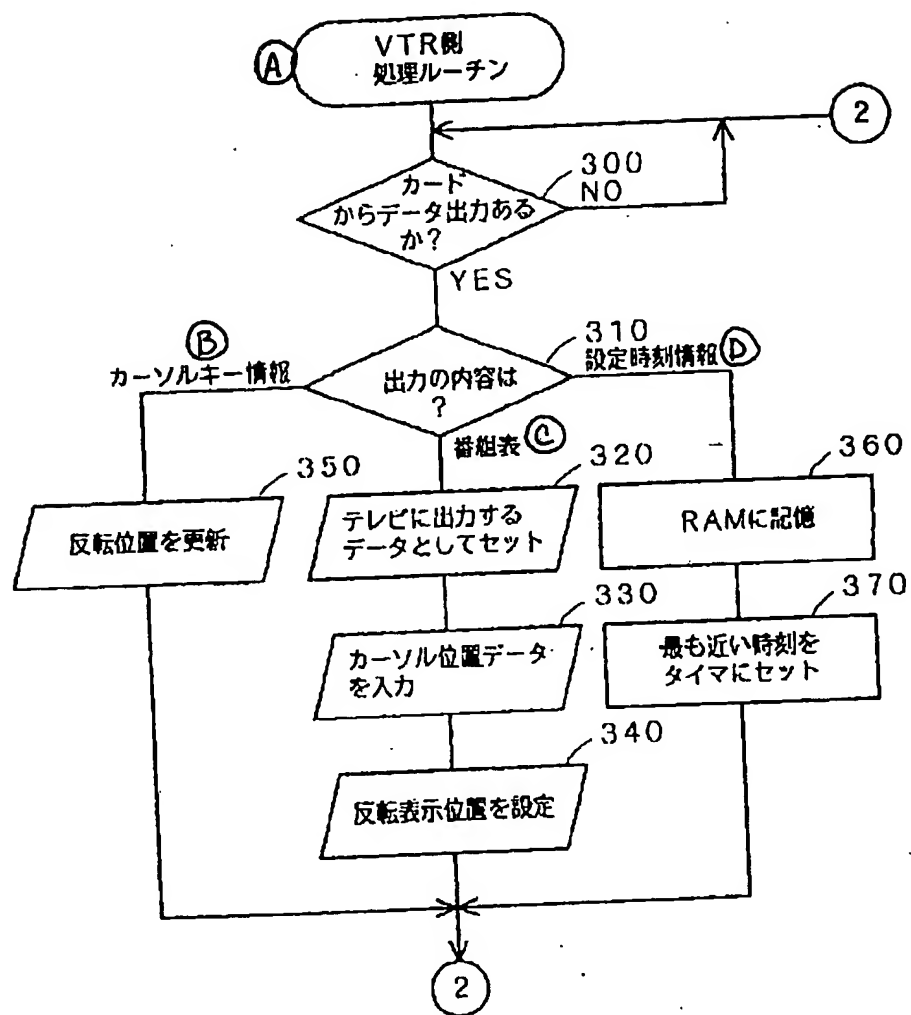 A
VTR側
処理ルーチン
2
300
カード
からデータ出力ある
か?
NO
YES
B
カーソルキー情報
310
設定時刻情報
D
出力の内容は
?
番組表
C
350
反転位置を更新
320
テレビに出力する
データとしてセット
360
RAMに記憶
330
カーソル位置データ
を入力
370
最も近い時刻を
タイマにセット
340
反転表示位置を設定
2